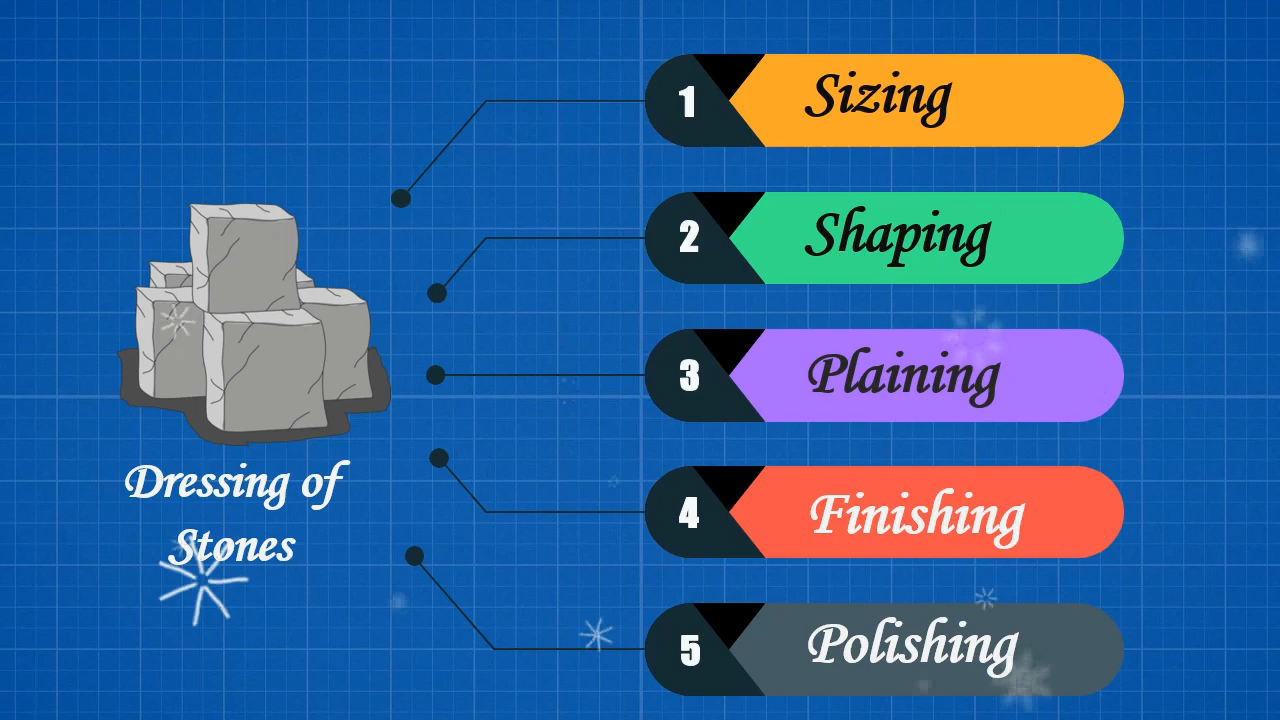 Dressing of
Stones
1 Sizing
2 Shaping
3 Plaining
4 Finishing
5 Polishing